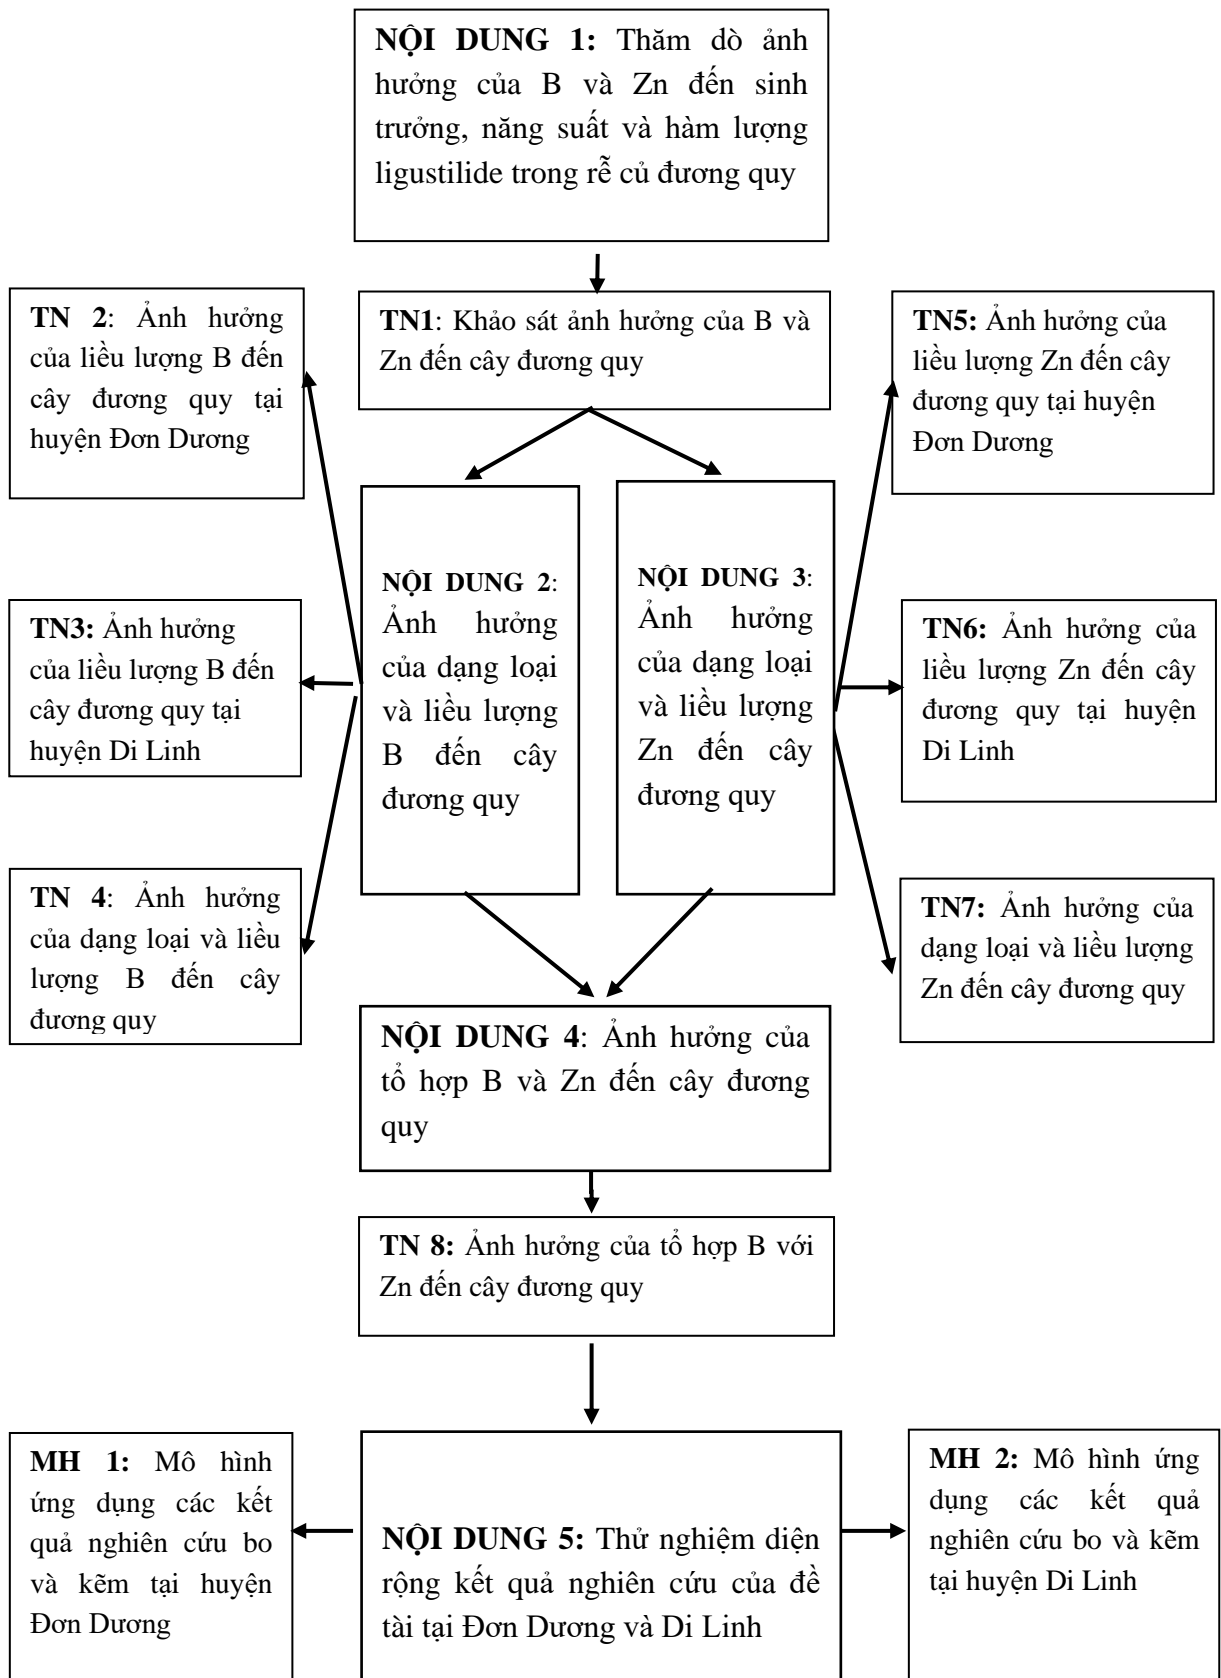 NỘI DUNG 1: Thăm dò ảnh
hưởng của B và Zn đến sinh
trưởng, năng suất và hàm lượng
ligustilide trong rễ củ đương quy
TN 2: Ảnh hưởng
của liều lượng B đến
cây đương quy tại
huyện Đơn Dương
TN1: Khảo sát ảnh hưởng của B và
Zn đến cây đương quy
TN5: Ảnh hưởng của
liều lượng Zn đến cây
đương quy tại huyện
Đơn Dương
NỘI DUNG 2:
Ảnh hưởng
của dạng loại
và liều lượng
B đến cây
đương quy
NỘI DUNG 3:
Ảnh hưởng
của dạng loại
và liều lượng
Zn đến cây
đương quy
TN3: Ảnh hưởng
của liều lượng B đến
cây đương quy tại
huyện Di Linh
TN6: Ảnh hưởng của
liều lượng Zn đến cây
đương quy tại huyện
Di Linh
TN 4: Ảnh hưởng
của dạng loại và liều
lượng B đến cây
đương quy
TN7: Ảnh hưởng của
dạng loại và liều lượng
Zn đến cây đương quy
NỘI DUNG 4: Ảnh hưởng của
tổ hợp B và Zn đến cây đương
quy
TN 8: Ảnh hưởng của tổ hợp B với
Zn đến cây đương quy
MH 1: Mô hình
ứng dụng các kết
quả nghiên cứu bo
và kẽm tại huyện
Đơn Dương
NỘI DUNG 5: Thử nghiệm diện
rộng kết quả nghiên cứu của đề
tài tại Đơn Dương và Di Linh
MH 2: Mô hình ứng
dụng các kết quả
nghiên cứu bo và kẽm
tại huyện Di Linh